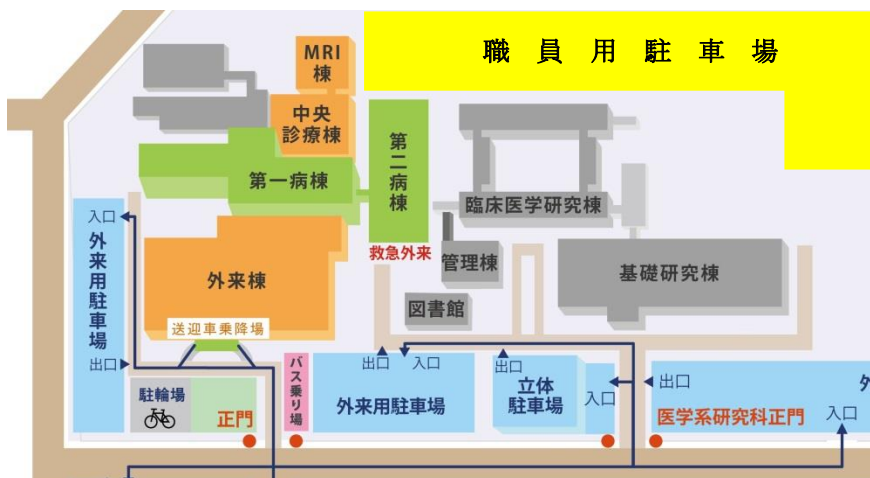 職員用駐車場
MRI
棟
中央
診療棟
第二病棟
第一病棟
臨床医学研究棟
救急外来
管理棟
基礎研究棟
図書館
入口
外来用駐車場
出口
外来棟
送迎車乗降場
駐輪場
正門
バス乗り場
出口
入口
外来用駐車場
出口
立体
駐車場
入口
出口
医学系研究科正門
入口